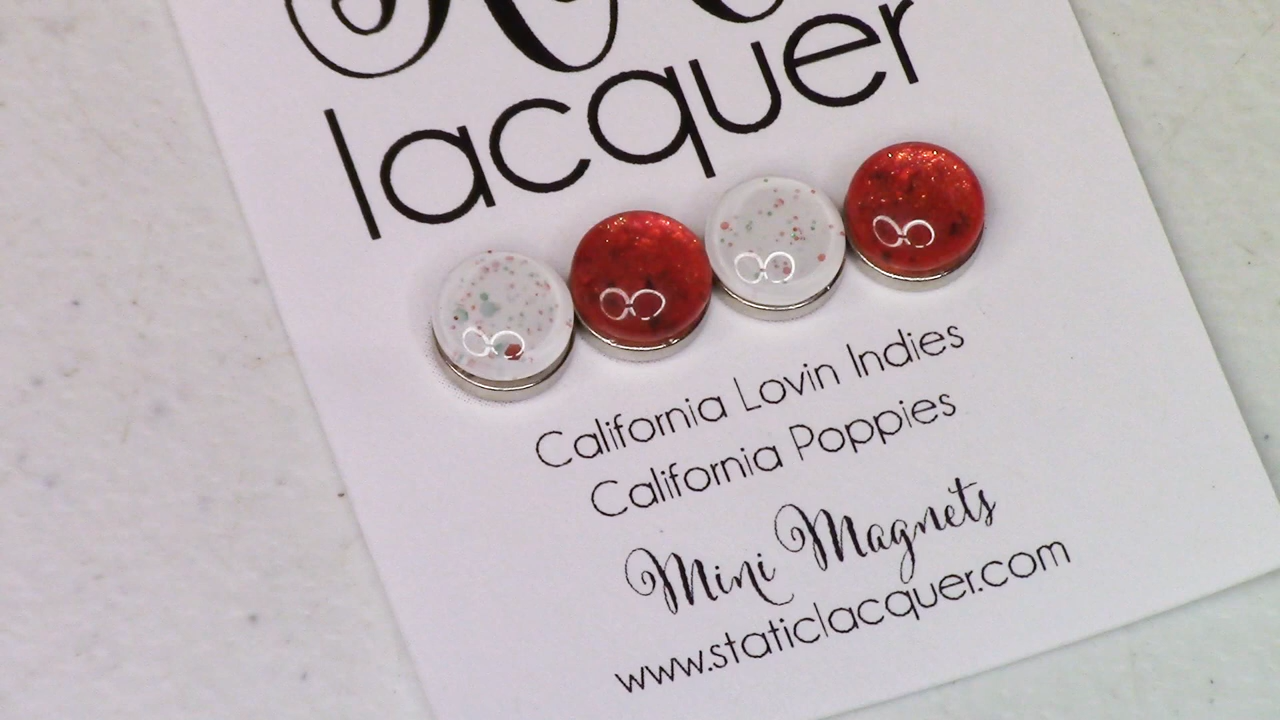 lacquer
California Lovin Indies
California Poppies
Mini Magnets
www.staticlacquer.com